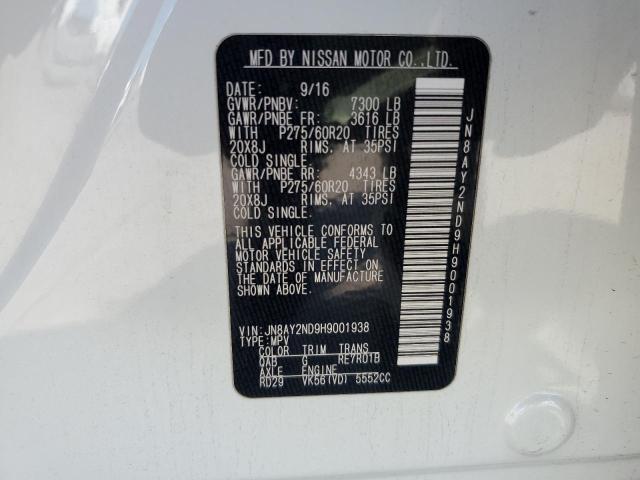 MFD BY NISSAN MOTOR CO.,LTD.
DATE: 9/16
GVWR/PNBV: 7300 LB
GAWR/PNBE FR: 3616 LB
WITH P275/60R20 TIRES
20X8J RIMS, AT 35PSI
COLD SINGLE.
GAWR/PNBE RR: 4343 LB
WITH P275/60R20 TIRES
20X8J RIMS, AT 35PSI
COLD SINGLE.
THIS VEHICLE CONFORMS TO
ALL APPLICABLE FEDERAL
MOTOR VEHICLE SAFETY
STANDARDS IN EFFECT ON
THE DATE OF MANUFACTURE
SHOWN ABOVE.
VIN: JN8AY2ND9H9001938
TYPE: MPV
COLOR TRIM TRANS
QAB G RE7R01B
AXLE ENGINE
RD29 VK56(VD) 5552CC
JN8AY2ND9H9001938